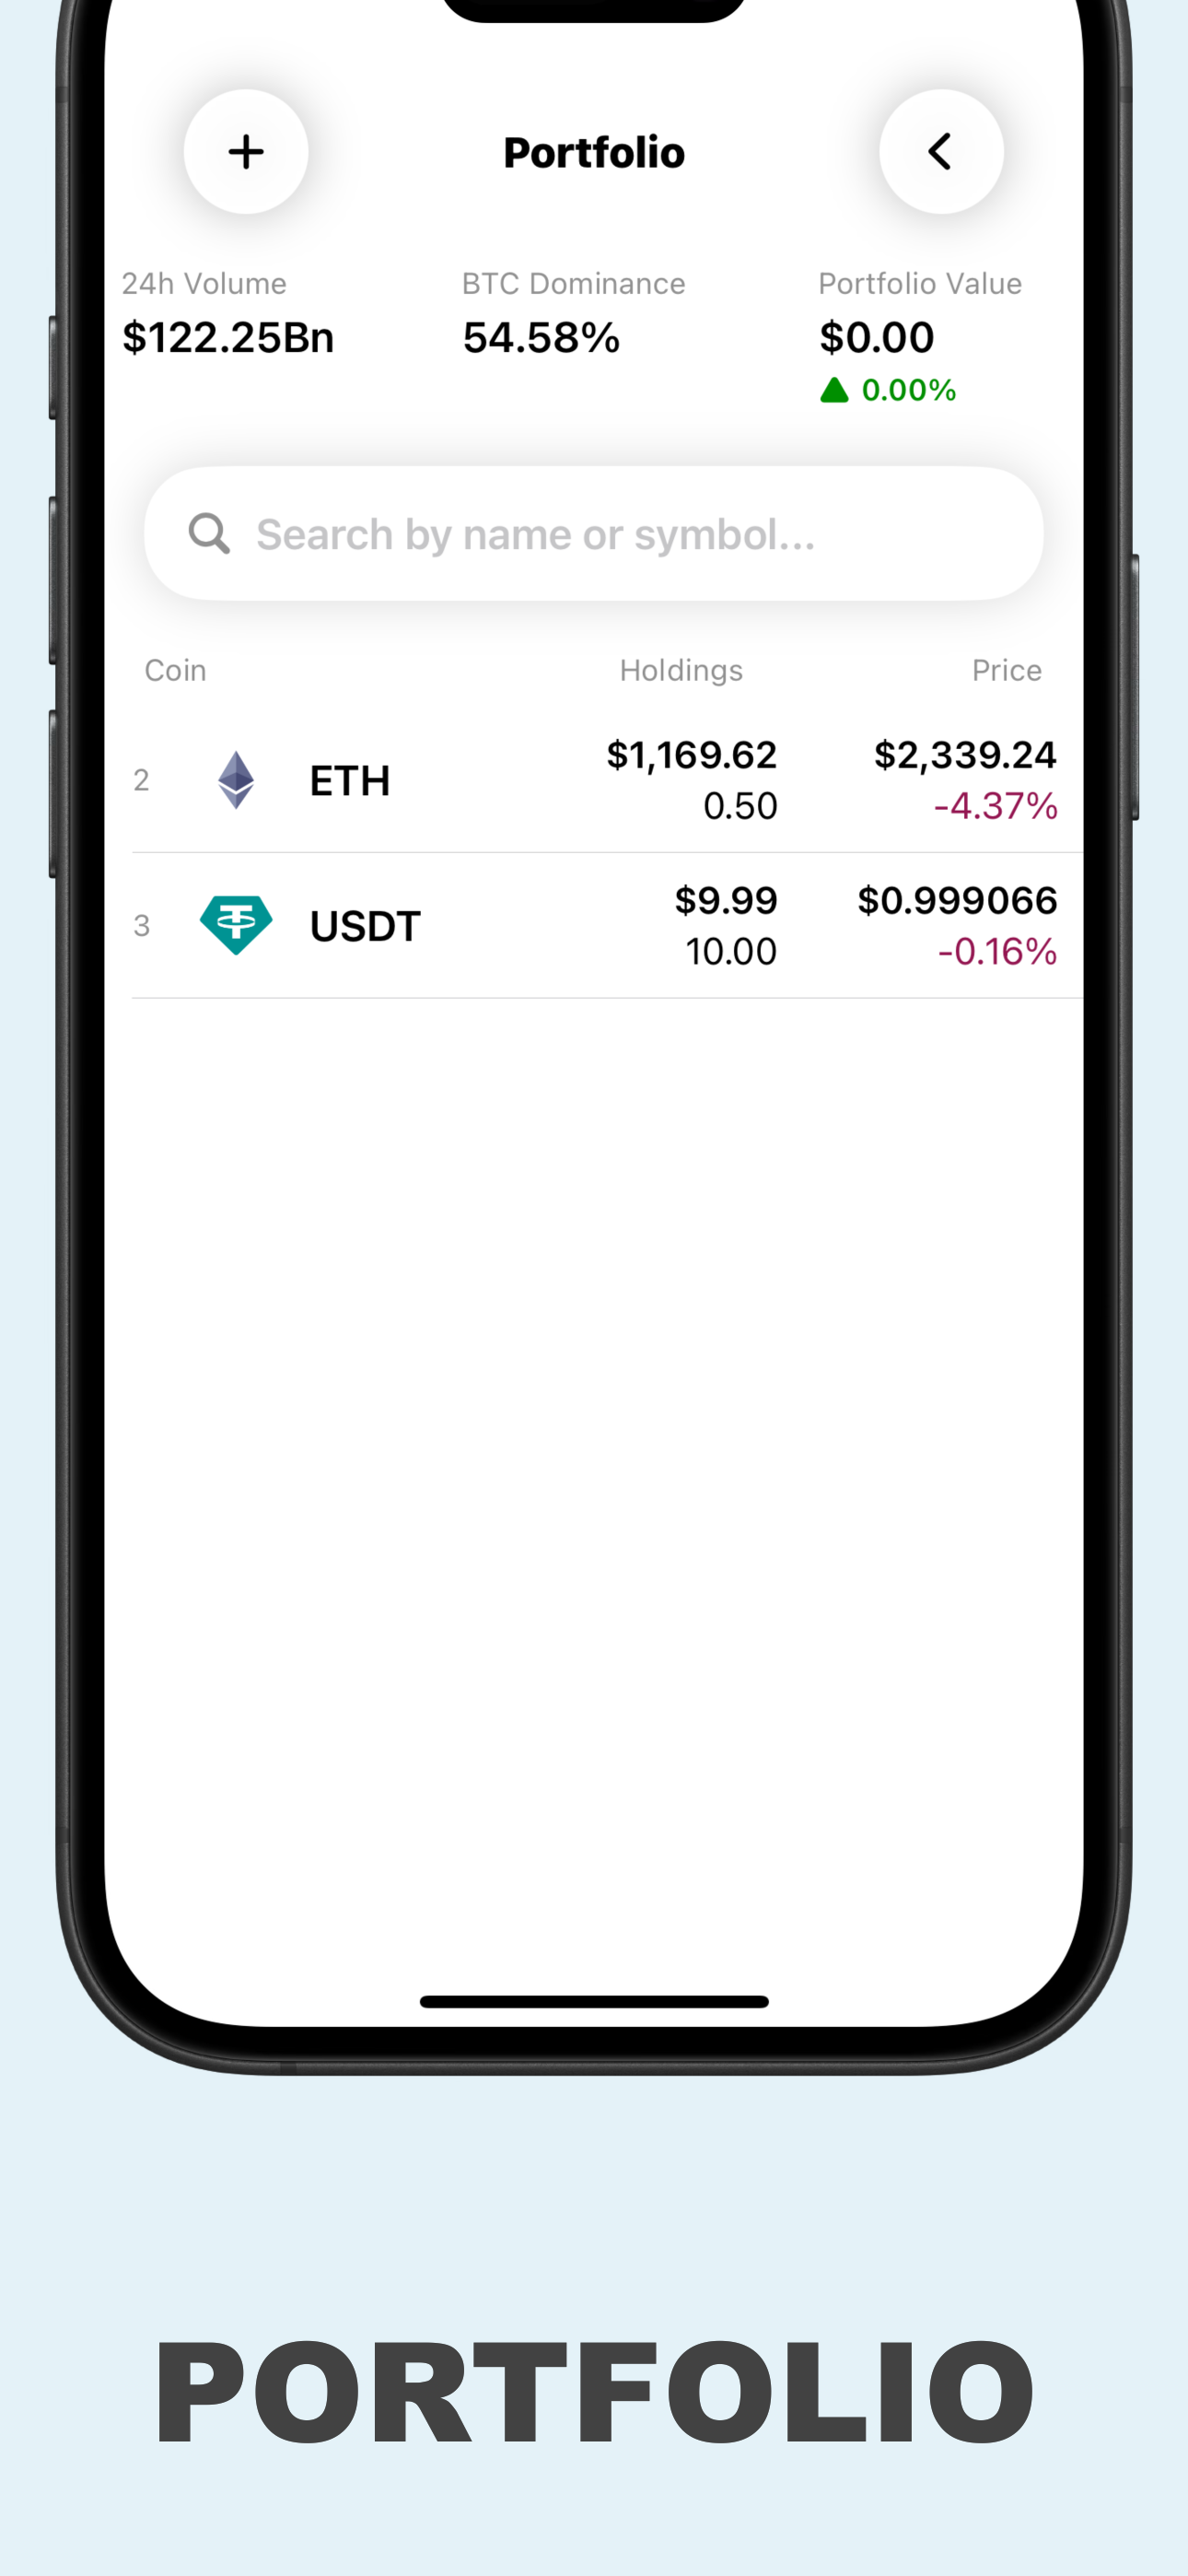 Portfolio
24h Volume BTC Dominance Portfolio Value
$122.25Bn 54.58% $0.00
0.00%
Search by name or symbol...
Coin Holdings Price
2 ETH $1,169.62 $2,339.24
0.50 -4.37%
3 USDT $9.99 $0.999066
10.00 -0.16%
PORTFOLIO